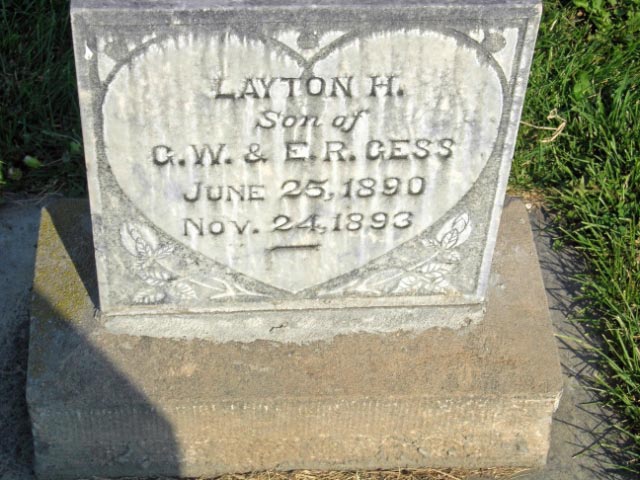 LAYTON H.
Son of
G. W. & E. R. GESS
JUNE 25, 1890
NOV. 24, 1893